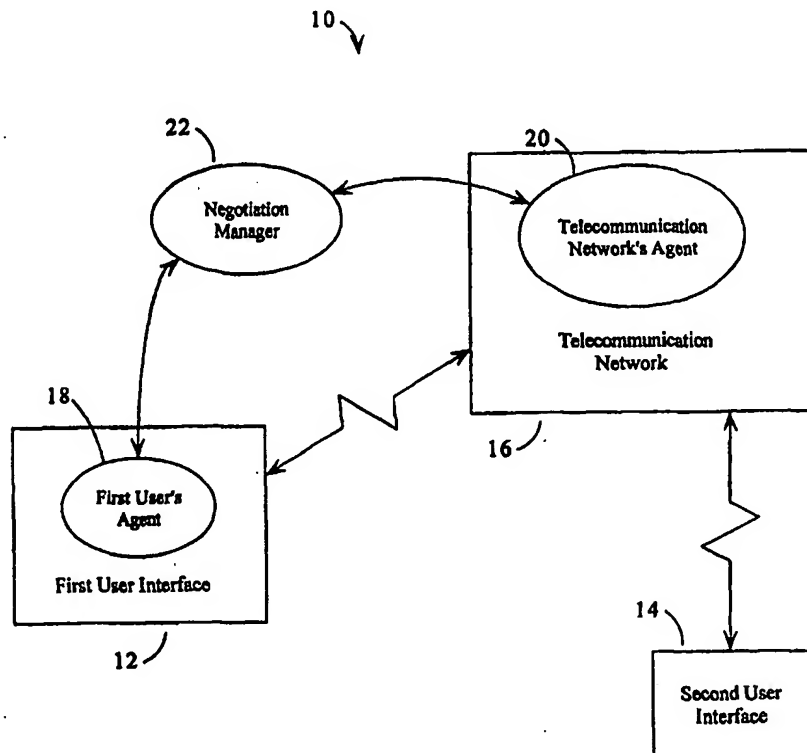 10
22
20
Negotiation
Manager
Telecommunication
Network's Agent
Telecommunication
Network
18
16
First User's
Agent
First User Interface
14
12
Second User
Interface